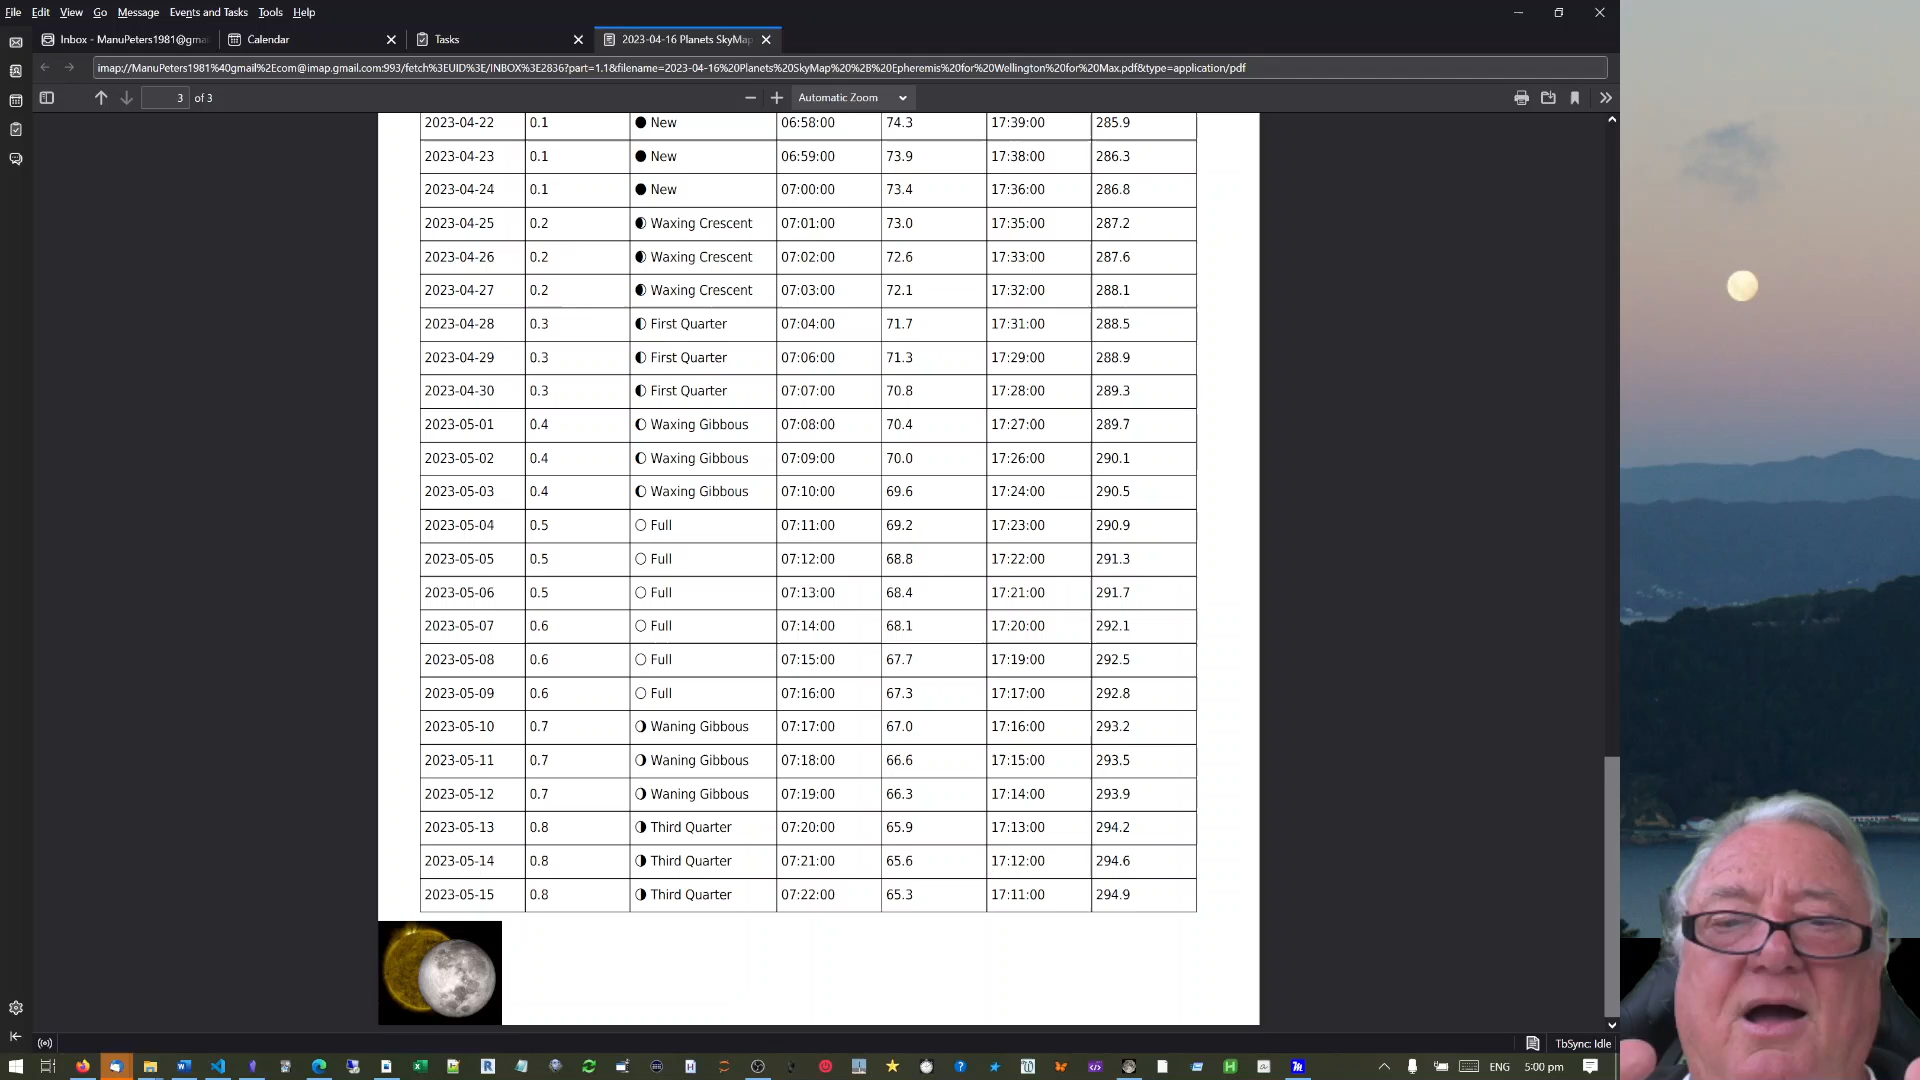 File Edit View Go Message Events and Tasks Tools Help
Inbox - ManuPeters1981@gma Calendar Tasks 2023-04-16 Planets SkyMap
imap://ManuPeters1981%40gmail%2Ecom@imap.gmail.com:993/fetch%3EUID%3E/INBOX%3E2836?part=1.1&filename=2023-04-16%20Planets%20SkyMap%20%2B%20Epheremis%20for%20Wellington%20for%20Max.pdf&type=application/pdf
3 of 3 Automatic Zoom
2023-04-22 0.1 New 06:58:00 74.3 17:39:00 285.9
2023-04-23 0.1 New 06:59:00 73.9 17:38:00 286.3
2023-04-24 0.1 New 07:00:00 73.4 17:36:00 286.8
2023-04-25 0.2 Waxing Crescent 07:01:00 73.0 17:35:00 287.2
2023-04-26 0.2 Waxing Crescent 07:02:00 72.6 17:33:00 287.6
2023-04-27 0.2 Waxing Crescent 07:03:00 72.1 17:32:00 288.1
2023-04-28 0.3 First Quarter 07:04:00 71.7 17:31:00 288.5
2023-04-29 0.3 First Quarter 07:06:00 71.3 17:29:00 288.9
2023-04-30 0.3 First Quarter 07:07:00 70.8 17:28:00 289.3
2023-05-01 0.4 Waxing Gibbous 07:08:00 70.4 17:27:00 289.7
2023-05-02 0.4 Waxing Gibbous 07:09:00 70.0 17:26:00 290.1
2023-05-03 0.4 Waxing Gibbous 07:10:00 69.6 17:24:00 290.5
2023-05-04 0.5 Full 07:11:00 69.2 17:23:00 290.9
2023-05-05 0.5 Full 07:12:00 68.8 17:22:00 291.3
2023-05-06 0.5 Full 07:13:00 68.4 17:21:00 291.7
2023-05-07 0.6 Full 07:14:00 68.1 17:20:00 292.1
2023-05-08 0.6 Full 07:15:00 67.7 17:19:00 292.5
2023-05-09 0.6 Full 07:16:00 67.3 17:17:00 292.8
2023-05-10 0.7 Waning Gibbous 07:17:00 67.0 17:16:00 293.2
2023-05-11 0.7 Waning Gibbous 07:18:00 66.6 17:15:00 293.5
2023-05-12 0.7 Waning Gibbous 07:19:00 66.3 17:14:00 293.9
2023-05-13 0.8 Third Quarter 07:20:00 65.9 17:13:00 294.2
2023-05-14 0.8 Third Quarter 07:21:00 65.6 17:12:00 294.6
2023-05-15 0.8 Third Quarter 07:22:00 65.3 17:11:00 294.9
TbSync: Idle
ENG 5:00 pm